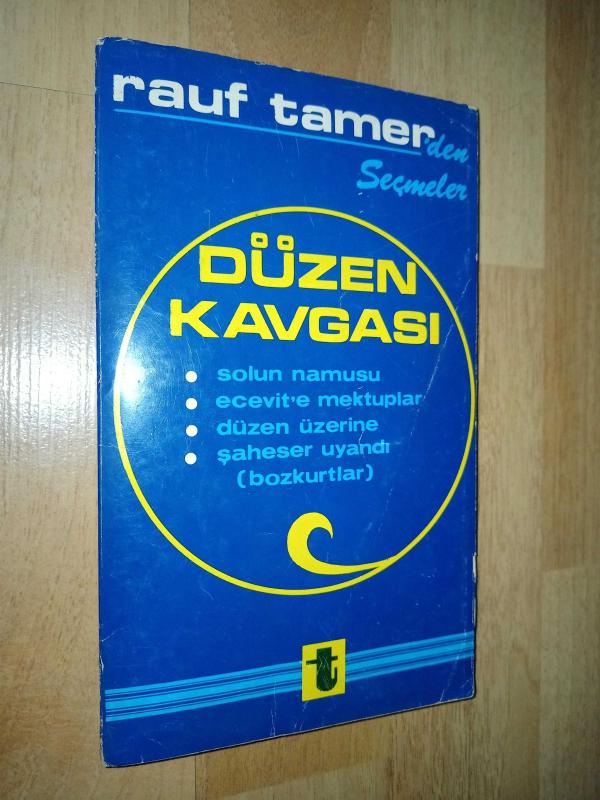 rauf tamer'den
Seçmeler
DÜZEN
KAVGASI
• solun namusu
• ecevit'e mektuplar
• düzen üzerine
• şaheser uyandı
(bozkurtlar)
t